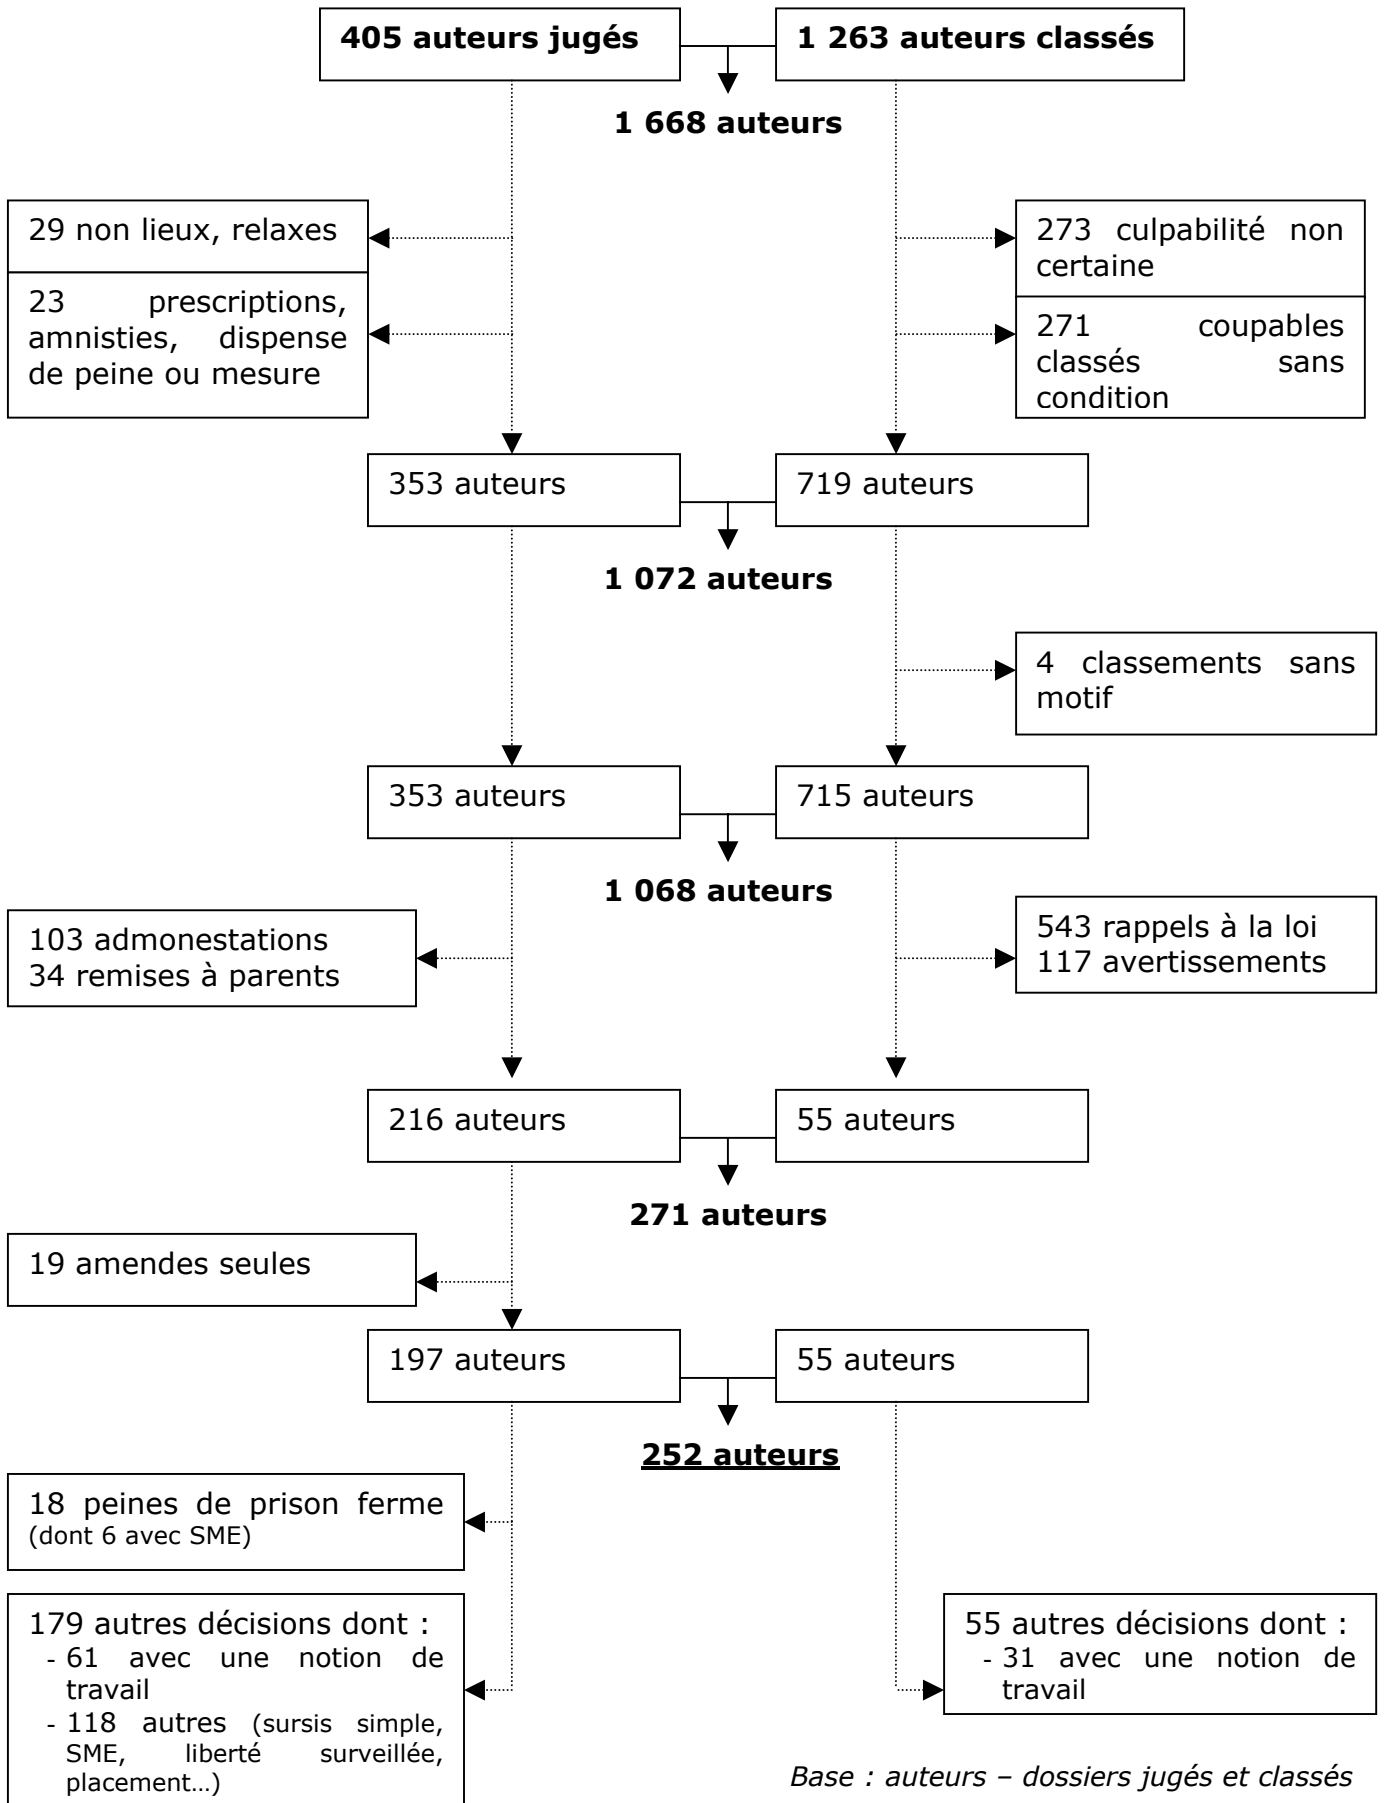 405 auteurs jugés
1 263 auteurs classés
1 668 auteurs
29 non lieux, relaxes
273 culpabilité non
certaine
23 prescriptions,
amnisties, dispense
de peine ou mesure
271 coupables
classés sans
condition
353 auteurs
719 auteurs
1 072 auteurs
4 classements sans
motif
353 auteurs
715 auteurs
1 068 auteurs
103 admonestations
34 remises à parents
543 rappels à la loi
117 avertissements
216 auteurs
55 auteurs
271 auteurs
19 amendes seules
197 auteurs
55 auteurs
252 auteurs
18 peines de prison ferme
(dont 6 avec SME)
179 autres décisions dont :
- 61 avec une notion de
travail
- 118 autres (sursis simple,
SME, liberté surveillée,
placement…)
55 autres décisions dont :
- 31 avec une notion de
travail
Base : auteurs – dossiers jugés et classés